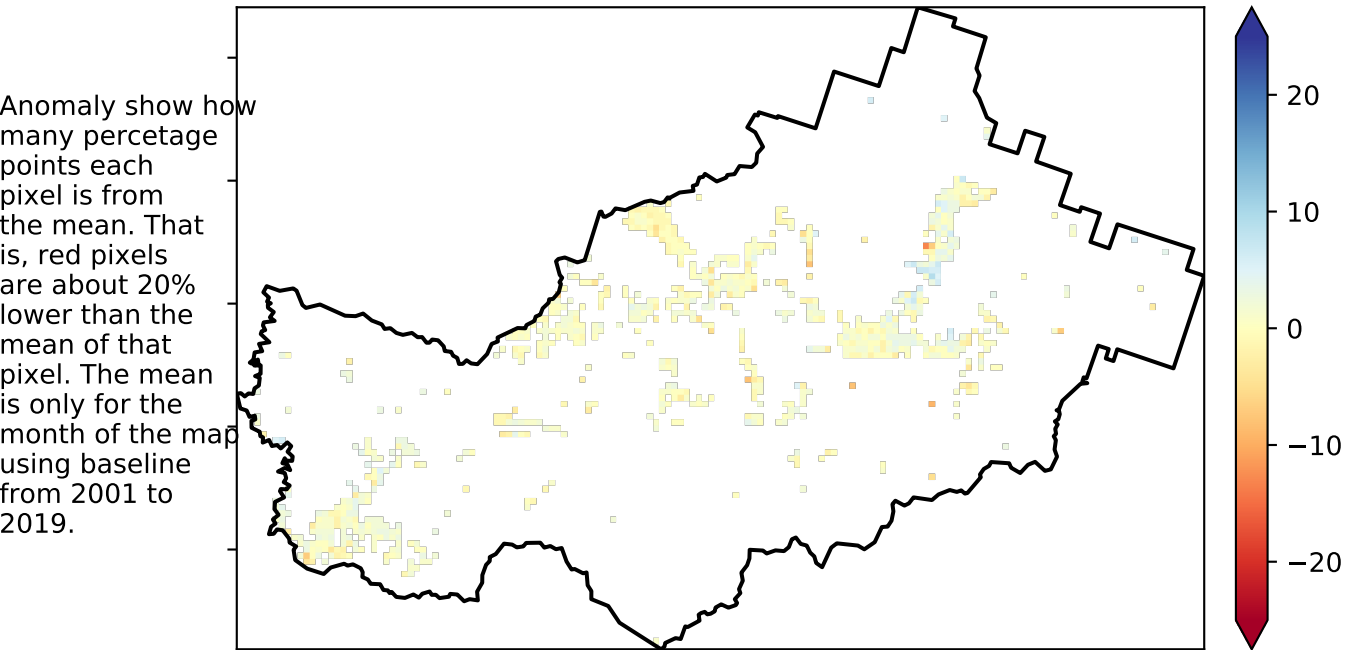 Anomaly show how
many percetage
points each
pixel is from
the mean. That
is, red pixels
are about 20%
lower than the
mean of that
pixel. The mean
is only for the
month of the map
using baseline
from 2001 to
2019.
20
10
0
−10
−20